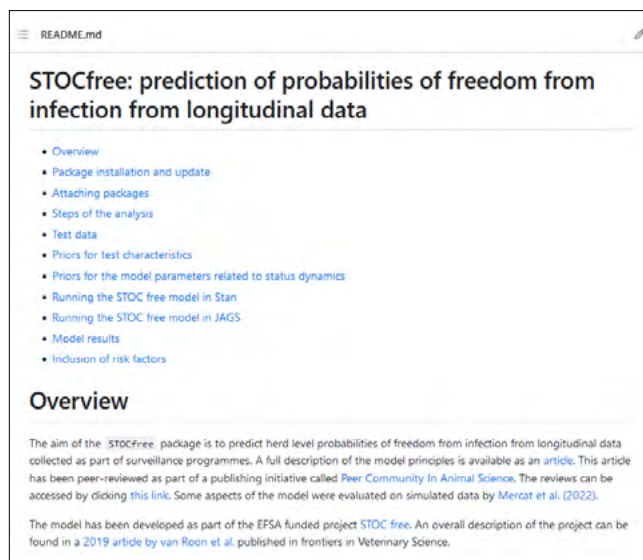 README.md
STOCfree: prediction of probabilities of freedom from
infection from longitudinal data
• Overview
• Package installation and update
• Attaching packages
• Steps of the analysis
• Test data
• Priors for test characteristics
• Priors for the model parameters related to status dynamics
• Running the STOC free model in Stan
• Running the STOC free model in JAGS
• Model results
• Inclusion of risk factors
Overview
The aim of the STOCfree package is to predict herd level probabilities of freedom from infection from longitudinal data
collected as part of surveillance programmes. A full description of the model principles is available as an article. This article
has been peer-reviewed as part of a publishing initiative called Peer Community In Animal Science. The reviews can be
accessed by clicking this link. Some aspects of the model were evaluated on simulated data by Mercat et al. (2022).
The model has been developed as part of the EFSA funded project STOC free. An overall description of the project can be
found in a 2019 article by van Roon et al. published in frontiers in Veterinary Science.